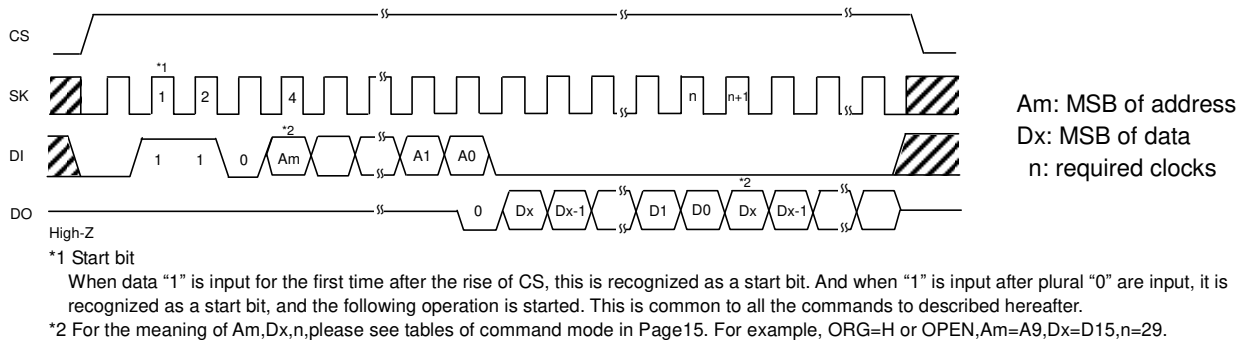 CS
*1
SK 1 2 4 n n+1
*2
DI 1 1 0 Am A1 A0
*2
DO 0 Dx Dx-1 D1 D0 Dx Dx-1
High-Z
Am: MSB of address
Dx: MSB of data
n: required clocks
*1 Start bit
When data “1” is input for the first time after the rise of CS, this is recognized as a start bit. And when “1” is input after plural “0” are input, it is
recognized as a start bit, and the following operation is started. This is common to all the commands to described hereafter.
*2 For the meaning of Am,Dx,n,please see tables of command mode in Page15. For example, ORG=H or OPEN,Am=A9,Dx=D15,n=29.